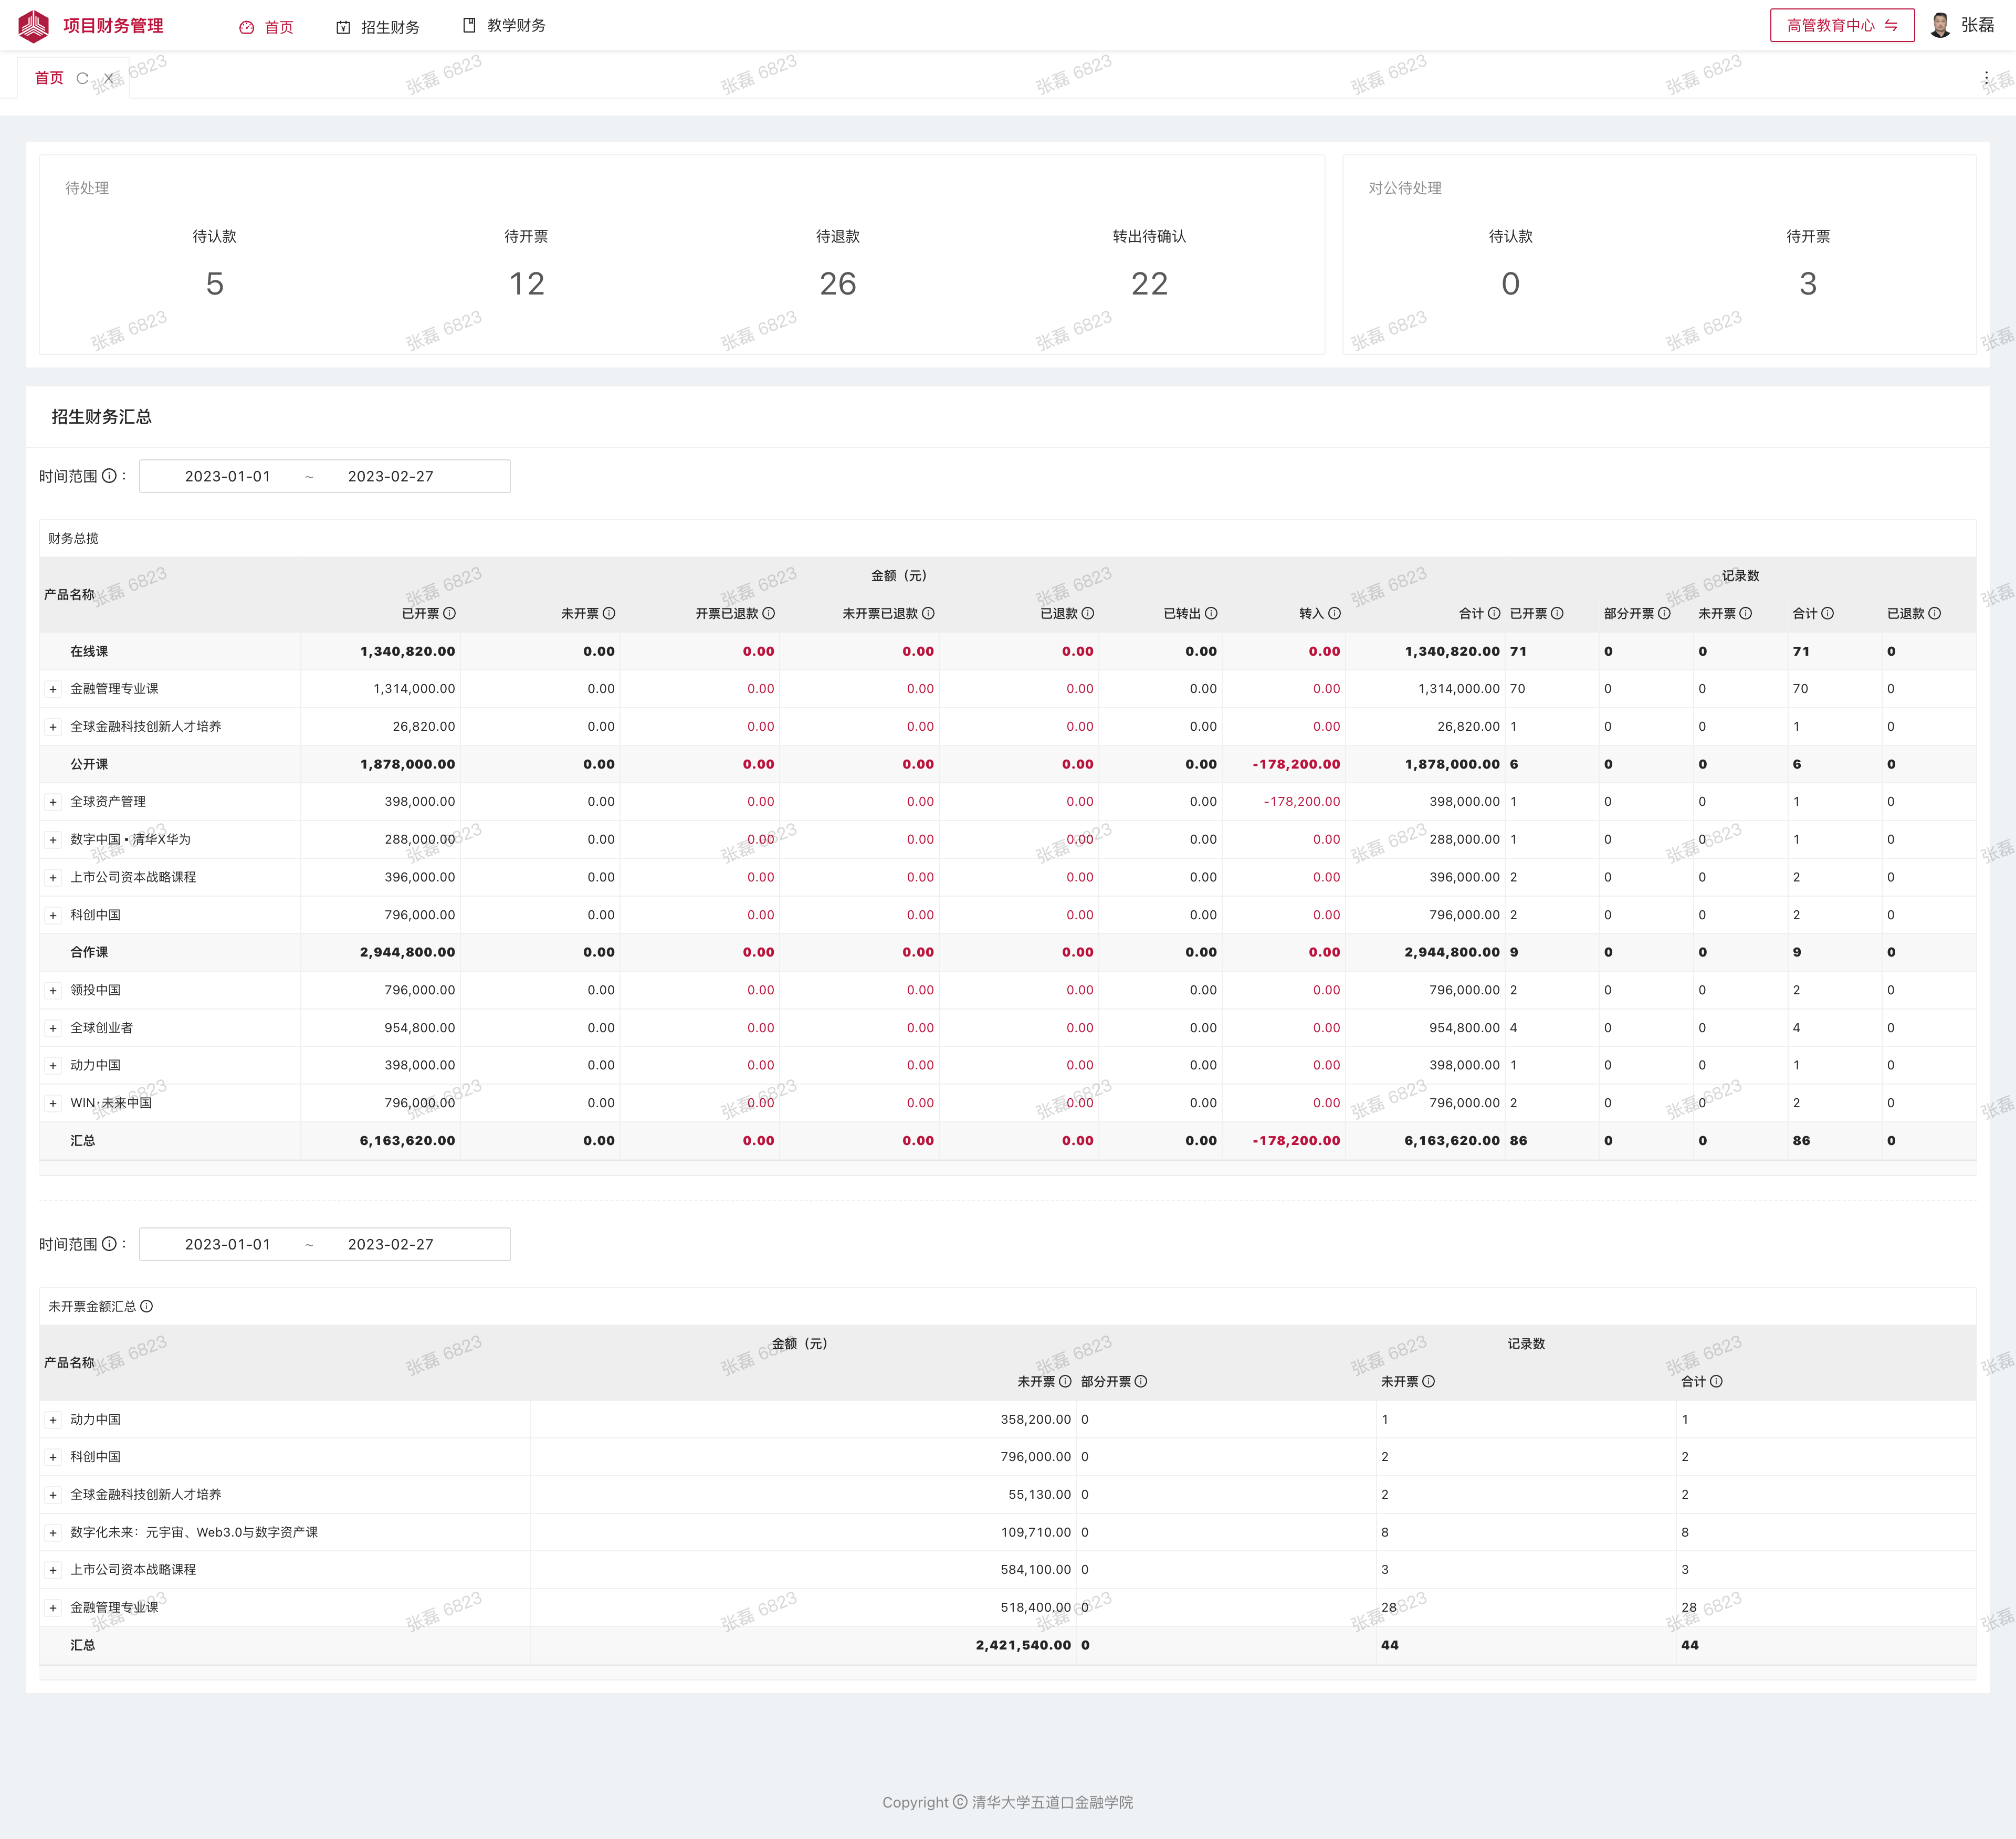 项目财务管理 首页 招生财务 教学财务 高管教育中心 张磊
首页
待处理
待认款 待开票 待退款 转出待确认
5 12 26 22
对公待处理
待认款 待开票
0 3
招生财务汇总
时间范围 : 2023-01-01 ~ 2023-02-27
财务总揽
产品名称 金额（元） 记录数
已开票 未开票 开票已退款 未开票已退款 已退款 已转出 转入 合计 已开票 部分开票 未开票 合计 已退款
在线课 1,340,820.00 0.00 0.00 0.00 0.00 0.00 0.00 1,340,820.00 71 0 0 71 0
+ 金融管理专业课 1,314,000.00 0.00 0.00 0.00 0.00 0.00 0.00 1,314,000.00 70 0 0 70 0
+ 全球金融科技创新人才培养 26,820.00 0.00 0.00 0.00 0.00 0.00 0.00 26,820.00 1 0 0 1 0
公开课 1,878,000.00 0.00 0.00 0.00 0.00 0.00 -178,200.00 1,878,000.00 6 0 0 6 0
+ 全球资产管理 398,000.00 0.00 0.00 0.00 0.00 0.00 -178,200.00 398,000.00 1 0 0 1 0
+ 数字中国•清华X华为 288,000.00 0.00 0.00 0.00 0.00 0.00 0.00 288,000.00 1 0 0 1 0
+ 上市公司资本战略课程 396,000.00 0.00 0.00 0.00 0.00 0.00 0.00 396,000.00 2 0 0 2 0
+ 科创中国 796,000.00 0.00 0.00 0.00 0.00 0.00 0.00 796,000.00 2 0 0 2 0
合作课 2,944,800.00 0.00 0.00 0.00 0.00 0.00 0.00 2,944,800.00 9 0 0 9 0
+ 领投中国 796,000.00 0.00 0.00 0.00 0.00 0.00 0.00 796,000.00 2 0 0 2 0
+ 全球创业者 954,800.00 0.00 0.00 0.00 0.00 0.00 0.00 954,800.00 4 0 0 4 0
+ 动力中国 398,000.00 0.00 0.00 0.00 0.00 0.00 0.00 398,000.00 1 0 0 1 0
+ WIN·未来中国 796,000.00 0.00 0.00 0.00 0.00 0.00 0.00 796,000.00 2 0 0 2 0
汇总 6,163,620.00 0.00 0.00 0.00 0.00 0.00 -178,200.00 6,163,620.00 86 0 0 86 0
时间范围 : 2023-01-01 ~ 2023-02-27
未开票金额汇总
产品名称 金额（元） 记录数
未开票 部分开票 未开票 合计
+ 动力中国 358,200.00 0 1 1
+ 科创中国 796,000.00 0 2 2
+ 全球金融科技创新人才培养 55,130.00 0 2 2
+ 数字化未来：元宇宙、Web3.0与数字资产课 109,710.00 0 8 8
+ 上市公司资本战略课程 584,100.00 0 3 3
+ 金融管理专业课 518,400.00 0 28 28
汇总 2,421,540.00 0 44 44
Copyright © 清华大学五道口金融学院
张磊 6823